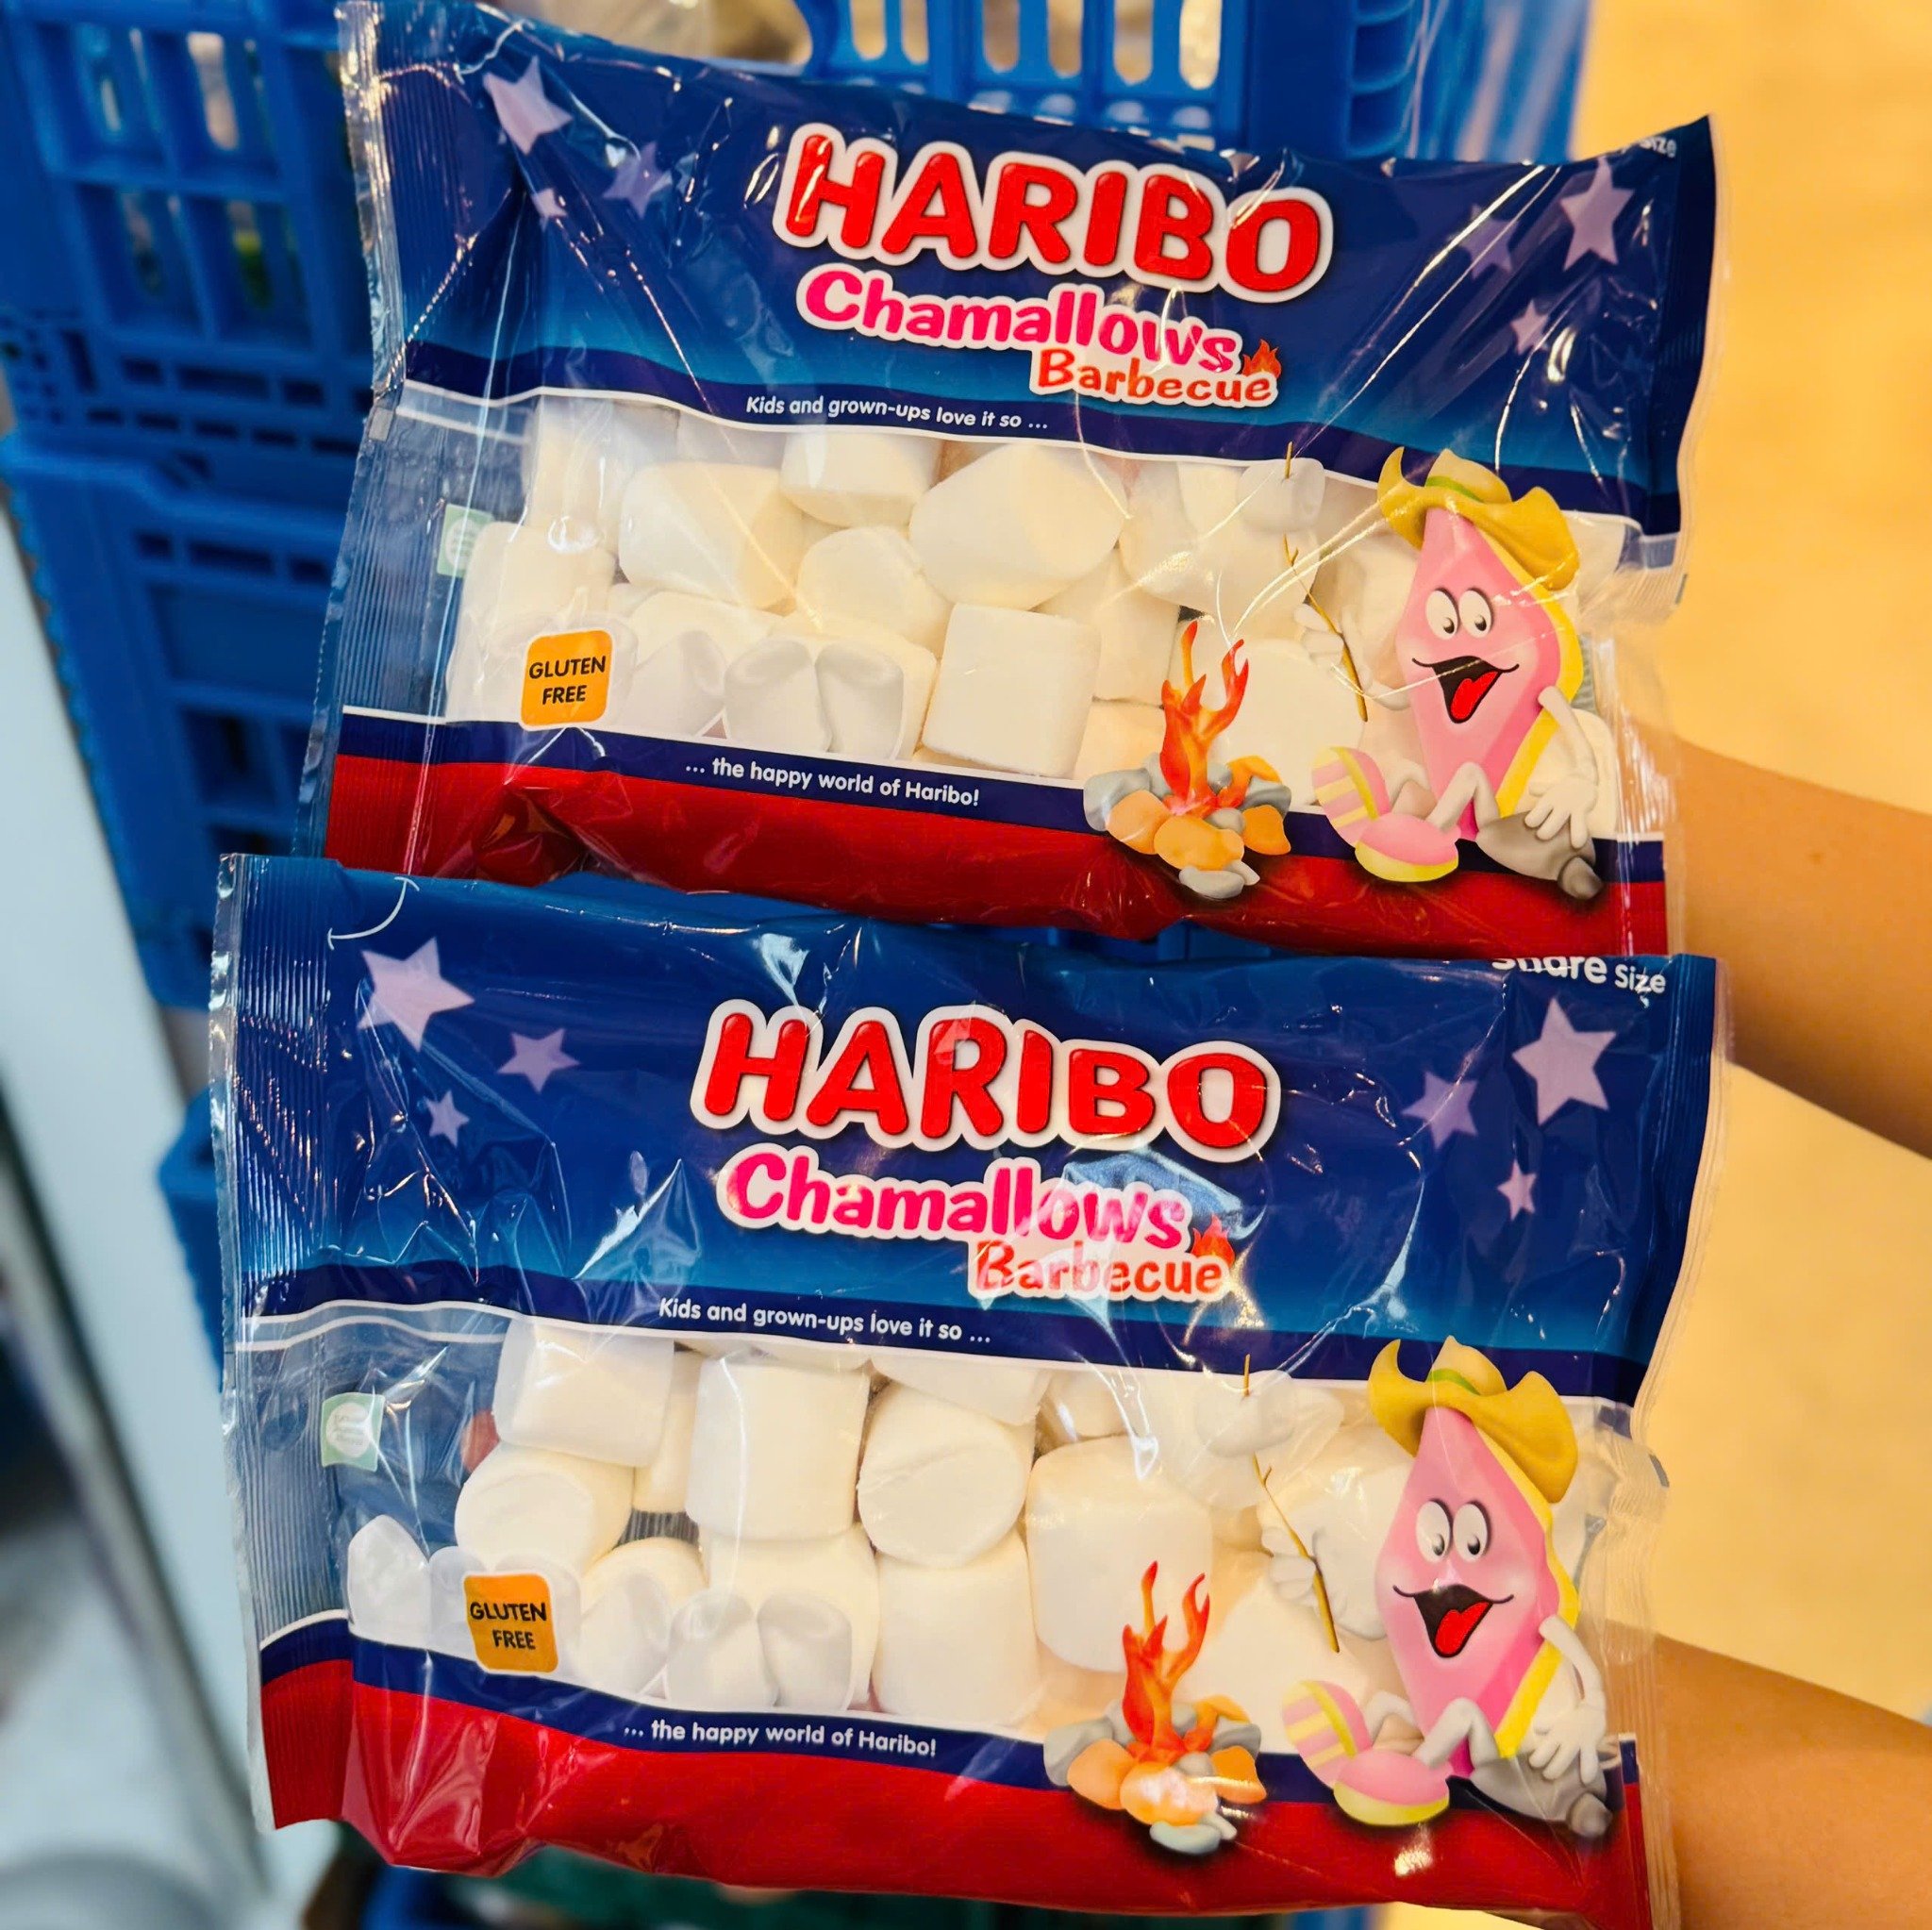 Size
HARIBO
Chamallows
Barbecue
Kids and grown-ups love it so ...
GLUTEN
FREE
... the happy world of Haribo!
Share Size
HARIBO
Chamallows
Barbecue
Kids and grown-ups love it so ...
GLUTEN
FREE
... the happy world of Haribo!